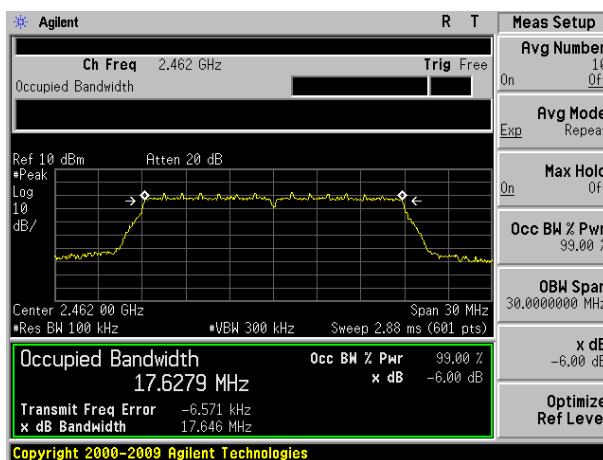 Agilent R T
Meas Setup
Ch Freq 2.462 GHz Trig Free
Occupied Bandwidth
Ref 10 dBm Atten 20 dB
#Peak
Log
10
dB/
Center 2.462 00 GHz Span 30 MHz
#Res BW 100 kHz #VBW 300 kHz Sweep 2.88 ms (601 pts)
Occupied Bandwidth
17.6279 MHz
Occ BW % Pwr 99.00 %
x dB -6.00 dB
Transmit Freq Error -6.571 kHz
x dB Bandwidth 17.646 MHz
Copyright 2000-2009 Agilent Technologies
Avg Number
10
On Of
Avg Mode
Exp Repeat
Max Hold
On Of
Occ BW % Pwr
99.00 %
OBW Span
30.0000000 MHz
x dB
-6.00 dB
Optimize
Ref Level